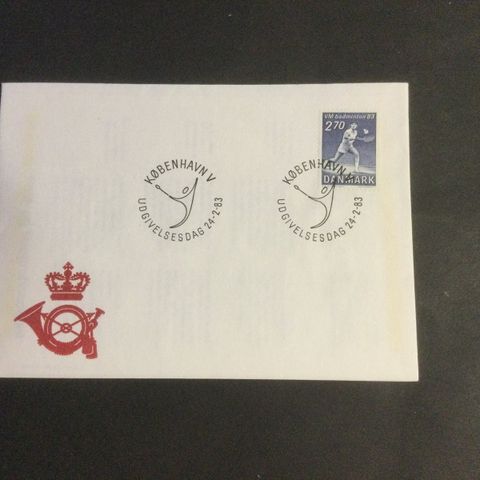 VM badminton 83
2.70
DANMARK
KØBENHAVN V
UDGIVELSESDAG 24-2-83
KØBENHAVN V
UDGIVELSESDAG 24-2-83